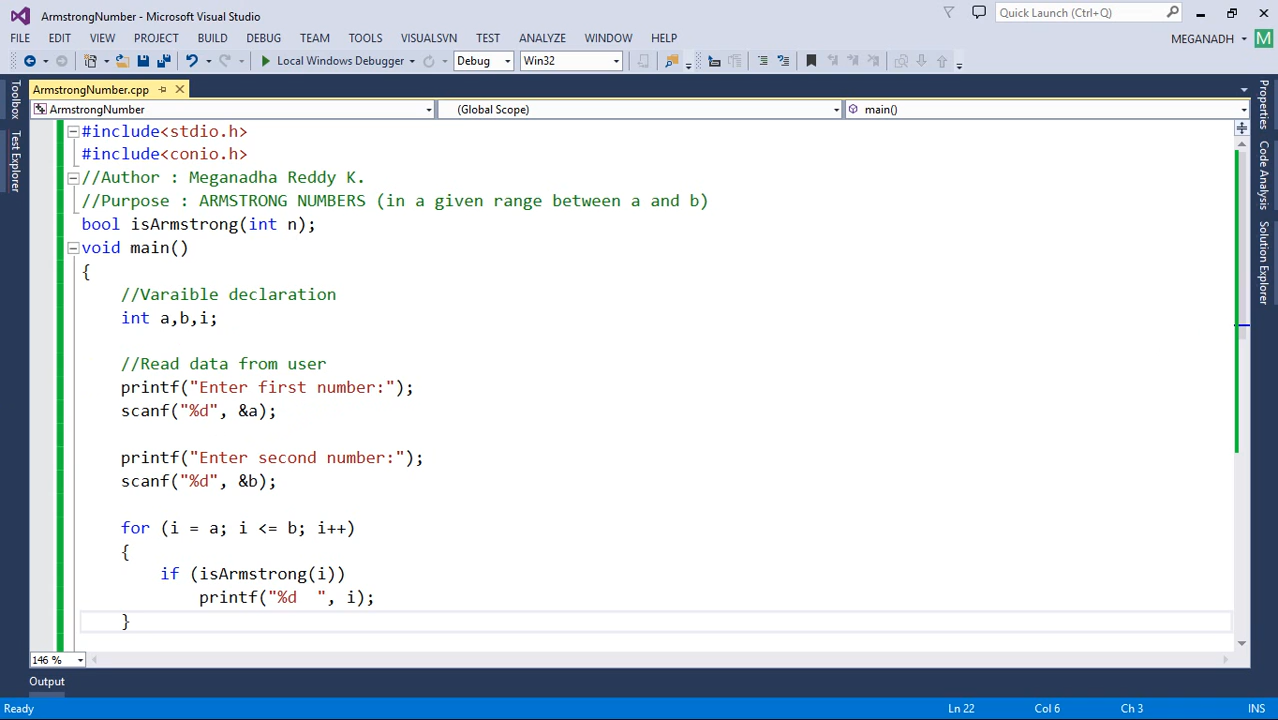 ArmstrongNumber - Microsoft Visual Studio
Quick Launch (Ctrl+Q)
FILE EDIT VIEW PROJECT BUILD DEBUG TEAM TOOLS VISUALSVN TEST ANALYZE WINDOW HELP
MEGANADH M
Local Windows Debugger Debug Win32
ArmstrongNumber.cpp
ArmstrongNumber (Global Scope) main()
Toolbox
Test Explorer
#include<stdio.h>
#include<conio.h>
//Author : Meganadha Reddy K.
//Purpose : ARMSTRONG NUMBERS (in a given range between a and b)
bool isArmstrong(int n);
void main()
{
//Varaible declaration
int a,b,i;
//Read data from user
printf("Enter first number:");
scanf("%d", &a);
printf("Enter second number:");
scanf("%d", &b);
for (i = a; i <= b; i++)
{
if (isArmstrong(i))
printf("%d  ", i);
}
Properties
Code Analysis
Solution Explorer
146 %
Output
Ready Ln 22 Col 6 Ch 3 INS